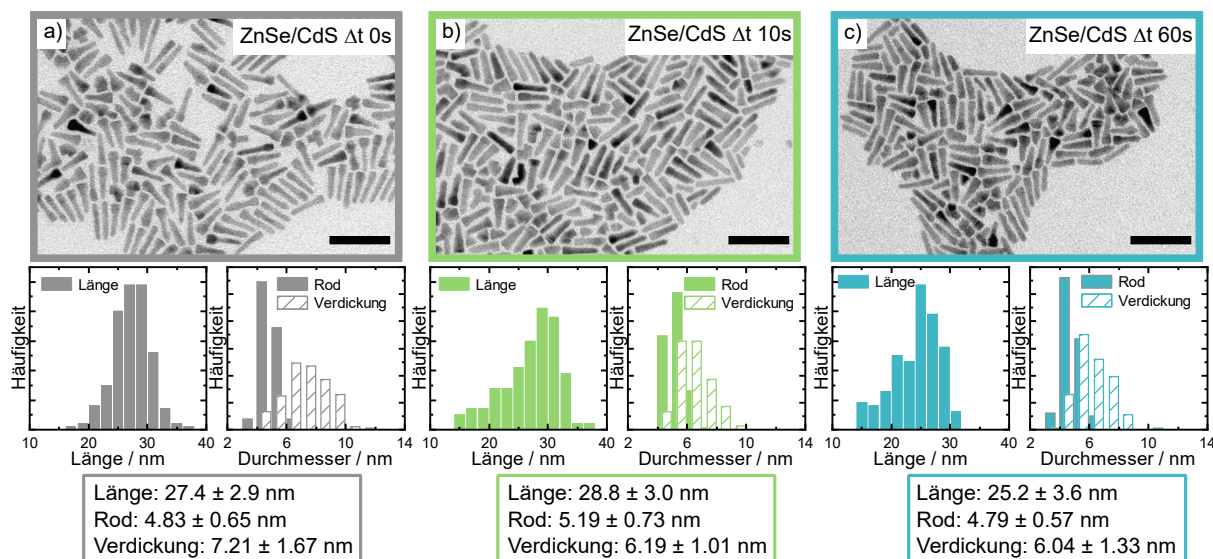 a)
ZnSe/CdS Δt 0s
b)
ZnSe/CdS Δt 10s
c)
ZnSe/CdS Δt 60s
Häufigkeit
Länge
10 20 30 40
Länge / nm
Häufigkeit
Rod
Verdickung
2 6 10 14
Durchmesser / nm
Häufigkeit
Länge
10 20 30 40
Länge / nm
Häufigkeit
Rod
Verdickung
2 6 10 14
Durchmesser / nm
Häufigkeit
Länge
10 20 30 40
Länge / nm
Häufigkeit
Rod
Verdickung
2 6 10 14
Durchmesser / nm
Länge: 27.4 ± 2.9 nm
Rod: 4.83 ± 0.65 nm
Verdickung: 7.21 ± 1.67 nm
Länge: 28.8 ± 3.0 nm
Rod: 5.19 ± 0.73 nm
Verdickung: 6.19 ± 1.01 nm
Länge: 25.2 ± 3.6 nm
Rod: 4.79 ± 0.57 nm
Verdickung: 6.04 ± 1.33 nm